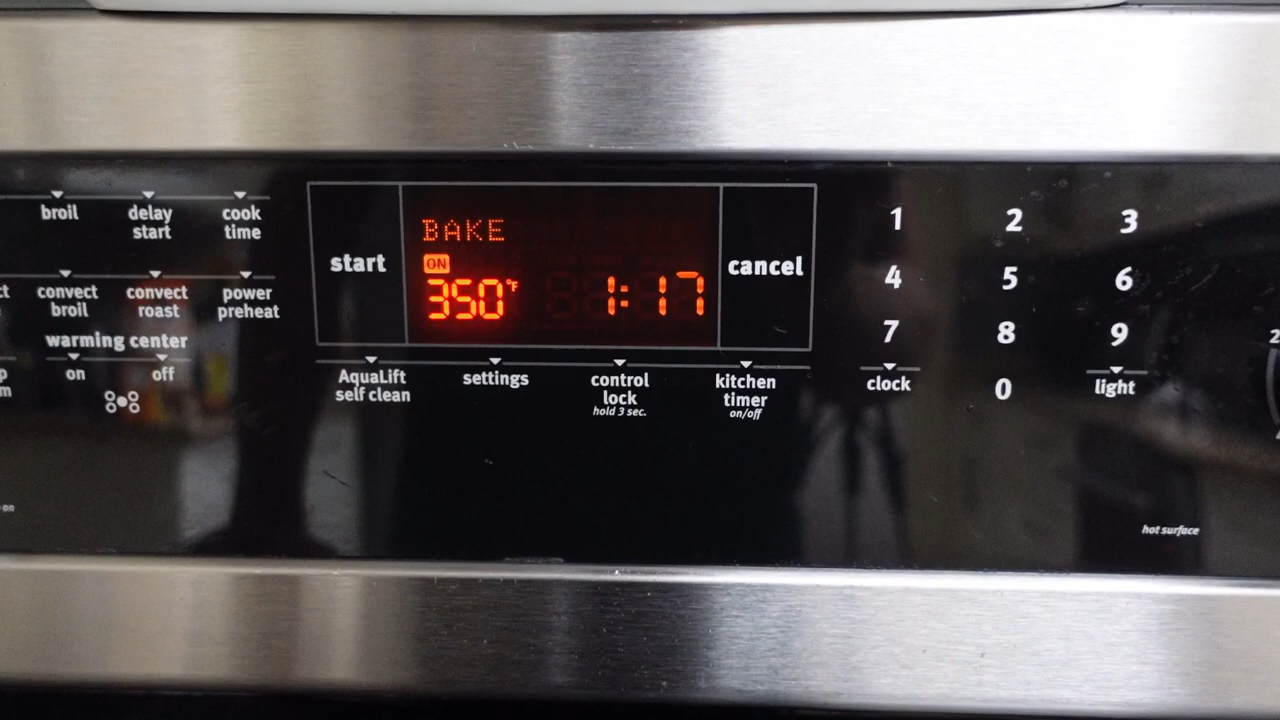 broil
delay
start
cook
time
convect
broil
convect
roast
power
preheat
warming center
on
off
start
BAKE
ON
350°F 1:17
cancel
AquaLift
self clean
settings
control
lock
hold 3 sec.
kitchen
timer
on/off
1 2 3
4 5 6
7 8 9
clock
0
light
on
hot surface